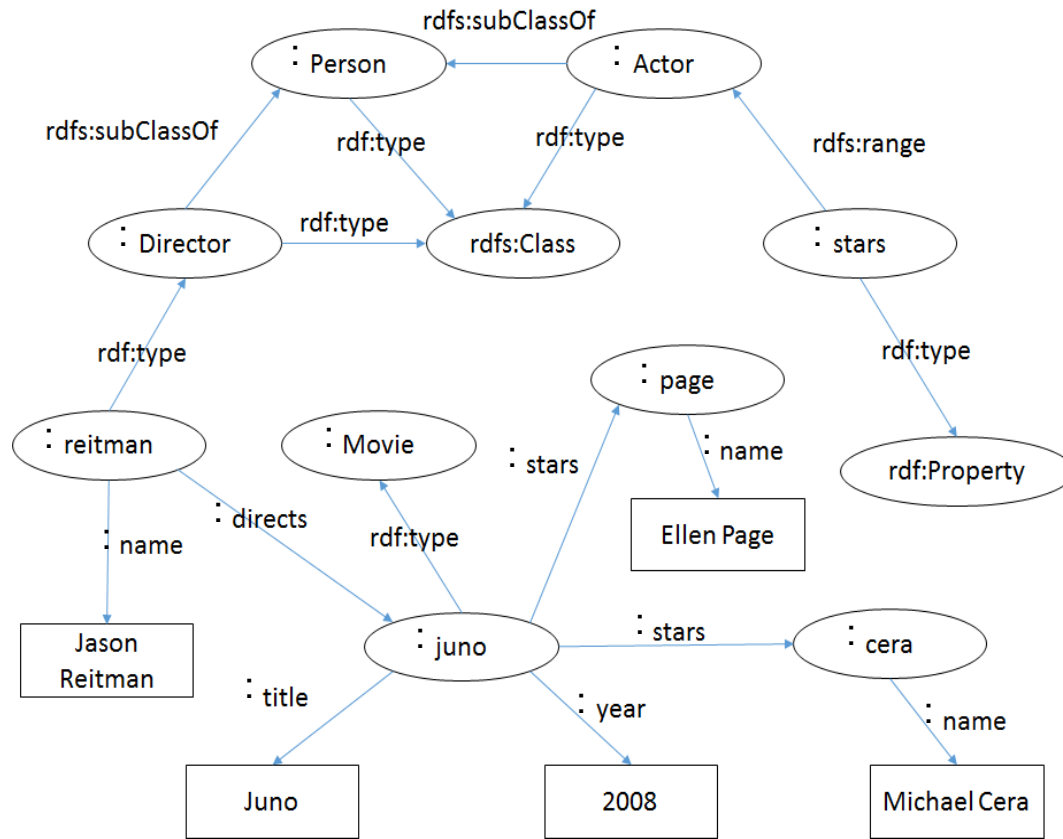 rdfs:subClassOf
: Person
: Actor
rdfs:subClassOf
rdf:type
rdf:type
rdfs:range
: Director
rdf:type
rdfs:Class
: stars
rdf:type
rdf:type
: page
: reitman
: Movie
: stars
: name
rdf:Property
: directs
: name
rdf:type
Ellen Page
Jason
Reitman
: juno
: stars
: cera
: title
: year
: name
Juno
2008
Michael Cera